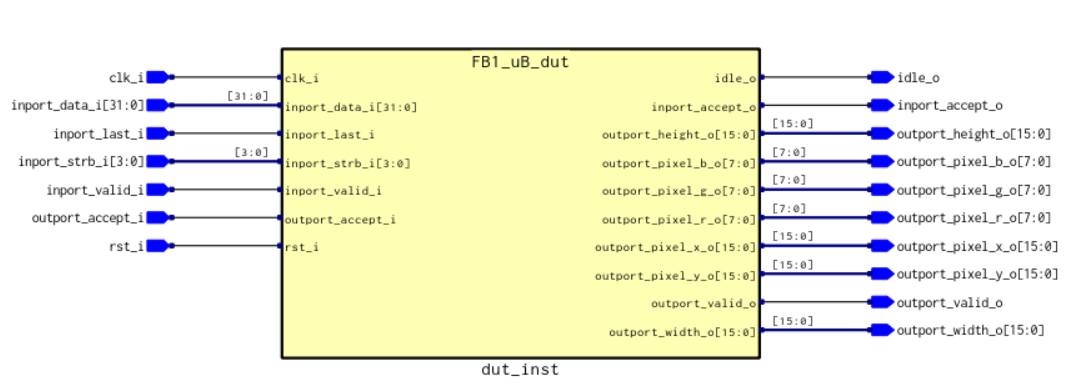 FB1_uB_dut
clk_i clk_i idle_o idle_o
inport_data_i[31:0] [31:0] inport_data_i[31:0] inport_accept_o inport_accept_o
inport_last_i inport_last_i outport_height_o[15:0] [15:0] outport_height_o[15:0]
inport_strb_i[3:0] [3:0] inport_strb_i[3:0] outport_pixel_b_o[7:0] [7:0] outport_pixel_b_o[7:0]
inport_valid_i inport_valid_i outport_pixel_g_o[7:0] [7:0] outport_pixel_g_o[7:0]
outport_accept_i outport_accept_i outport_pixel_r_o[7:0] [7:0] outport_pixel_r_o[7:0]
rst_i rst_i outport_pixel_x_o[15:0] [15:0] outport_pixel_x_o[15:0]
outport_pixel_y_o[15:0] [15:0] outport_pixel_y_o[15:0]
outport_valid_o outport_valid_o
outport_width_o[15:0] [15:0] outport_width_o[15:0]
dut_inst